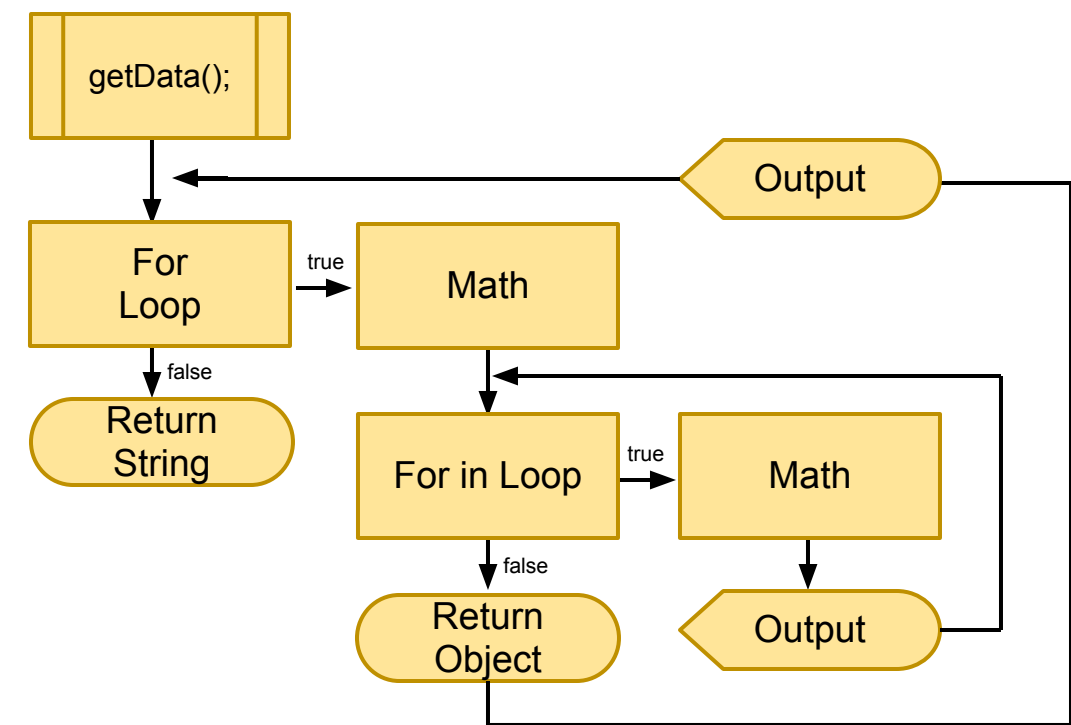 getData();
Output
For
Loop
true
Math
false
Return
String
For in Loop
true
Math
false
Return
Object
Output